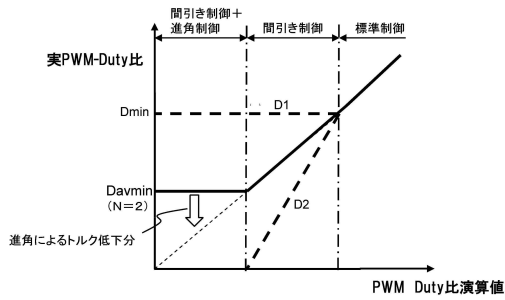 間引き制御＋
進角制御
間引き制御
標準制御
実PWM-Duty比
Dmin
D1
Davmin
(N＝2)
D2
進角によるトルク低下分
PWM Duty比演算値